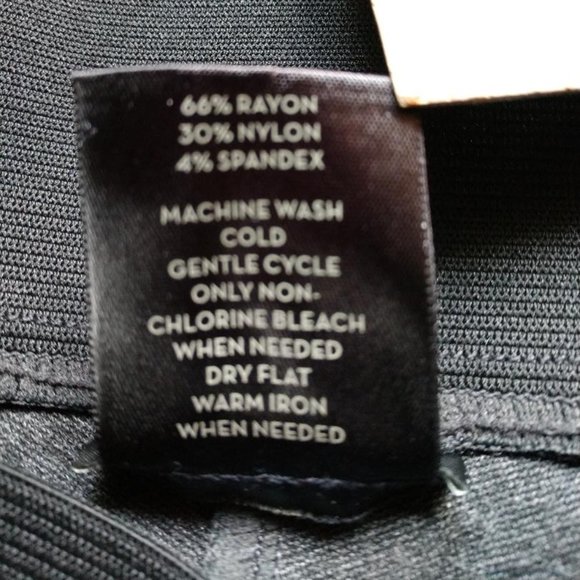 66% RAYON
30% NYLON
4% SPANDEX
MACHINE WASH
COLD
GENTLE CYCLE
ONLY NON-
CHLORINE BLEACH
WHEN NEEDED
DRY FLAT
WARM IRON
WHEN NEEDED